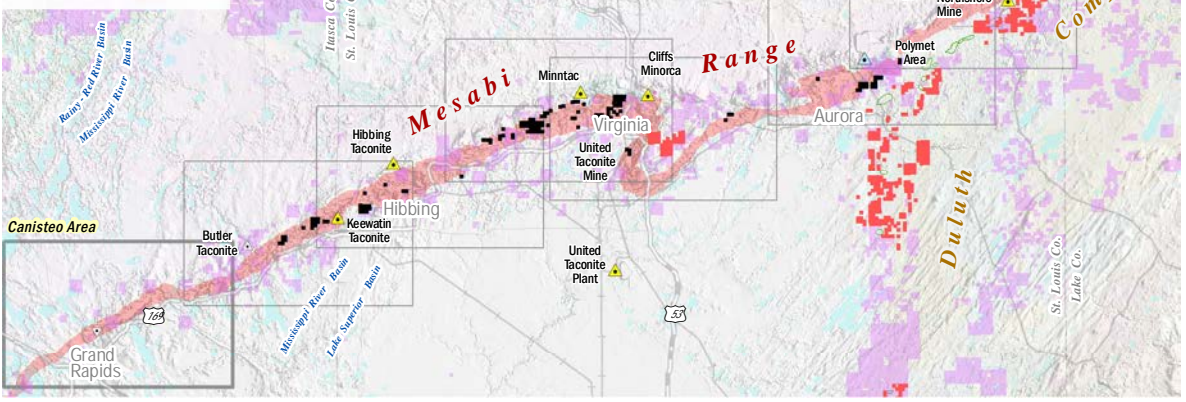 Northshore
Mine
Com
Itasca Co.
St. Louis C
Rainy - Red River Basin
Mississippi River Basin
Polymet
Area
Cliffs
Minorca
Mesabi Range
Minntac
Virginia
Aurora
Hibbing
Taconite
United
Taconite
Mine
Hibbing
Keewatin
Taconite
Canisteo Area
Butler
Taconite
Duluth
United
Taconite
Plant
St. Louis Co.
Lake Co.
Mississippi River Basin
Lake Superior Basin
169
53
Grand
Rapids